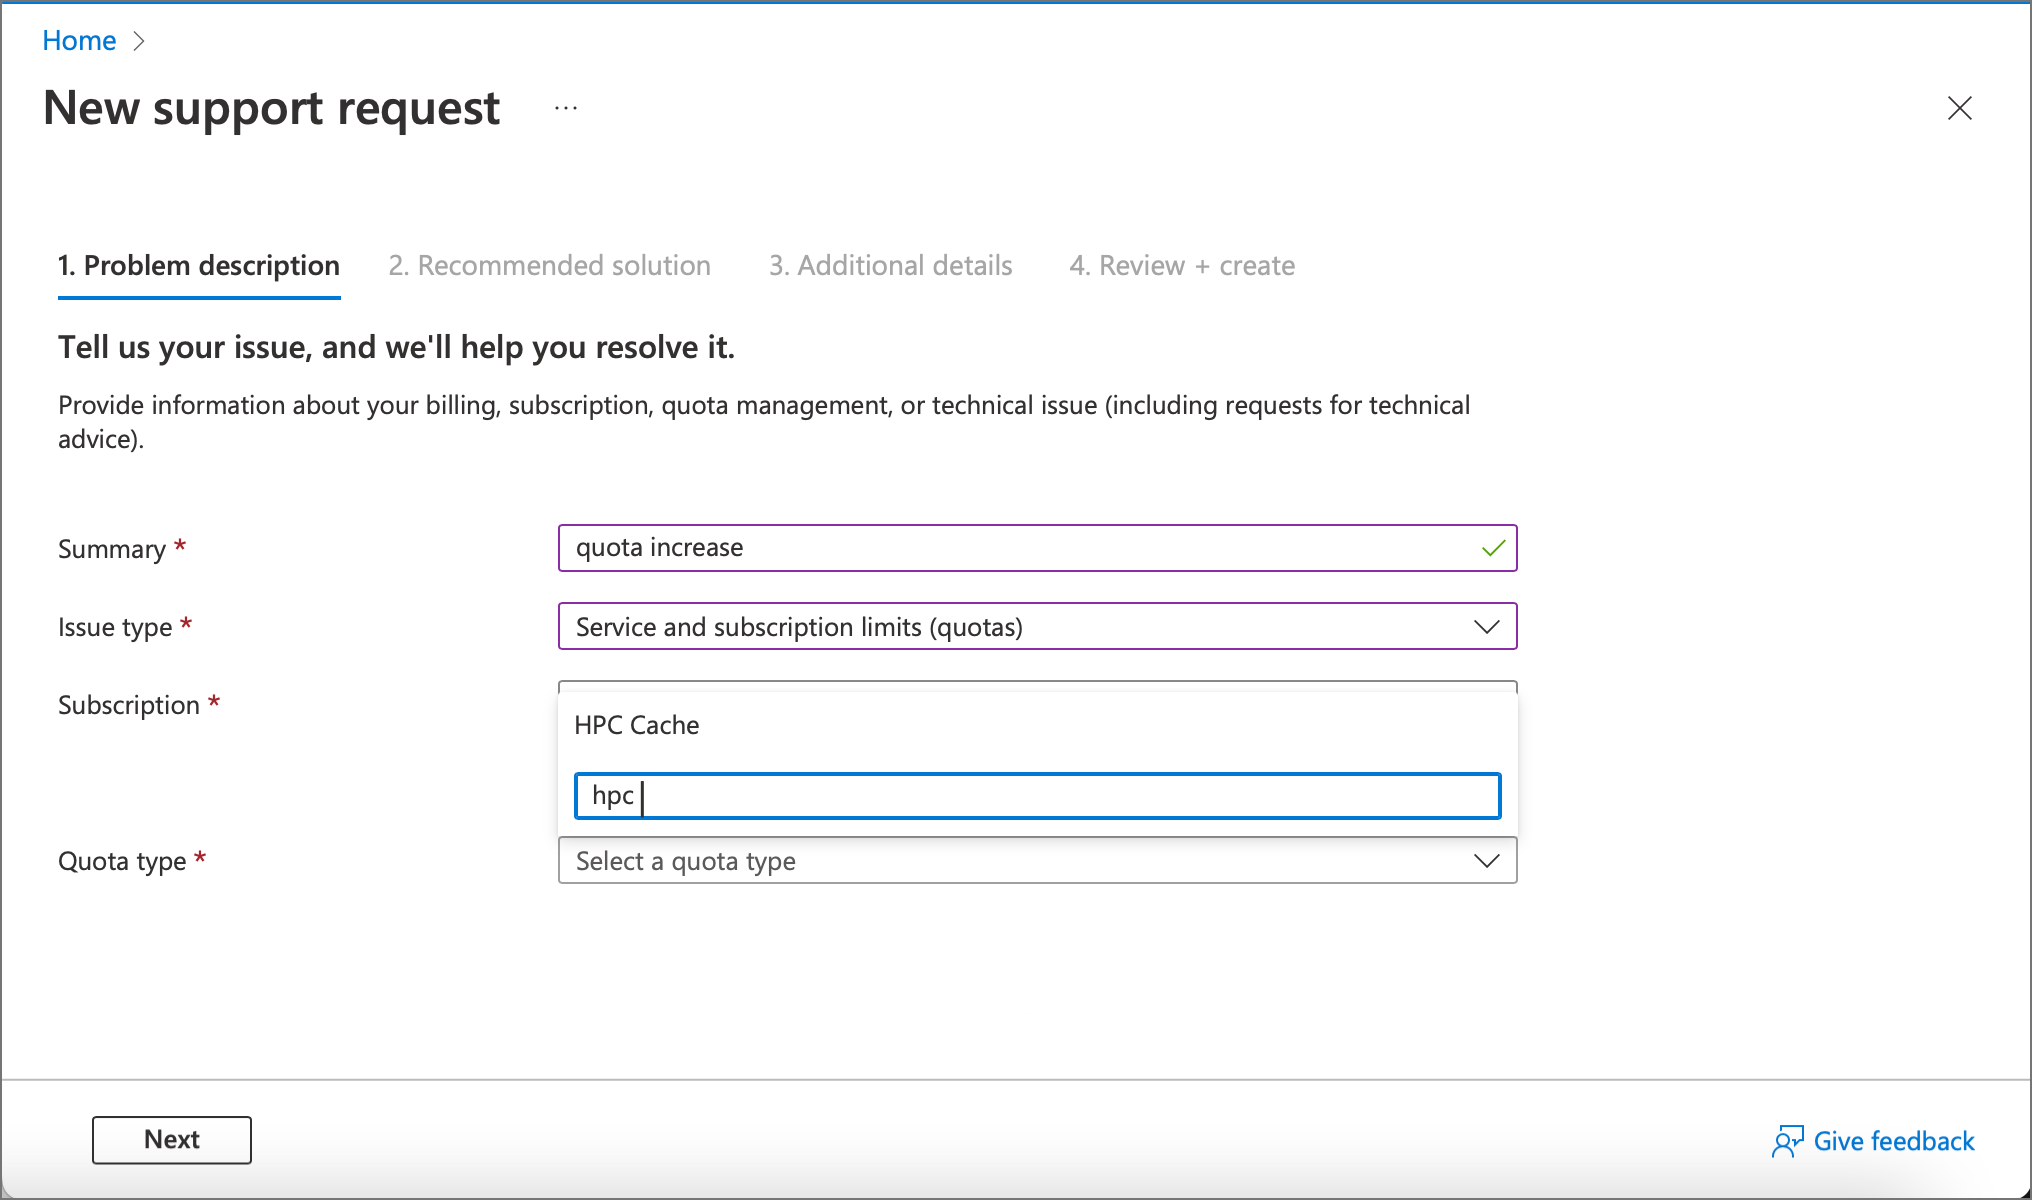 Home
New support request
1. Problem description
2. Recommended solution
3. Additional details
4. Review + create
Tell us your issue, and we'll help you resolve it.
Provide information about your billing, subscription, quota management, or technical issue (including requests for technical
advice).
Summary *
quota increase
Issue type *
Service and subscription limits (quotas)
Subscription *
HPC Cache
hpc
Quota type *
Select a quota type
Next
Give feedback